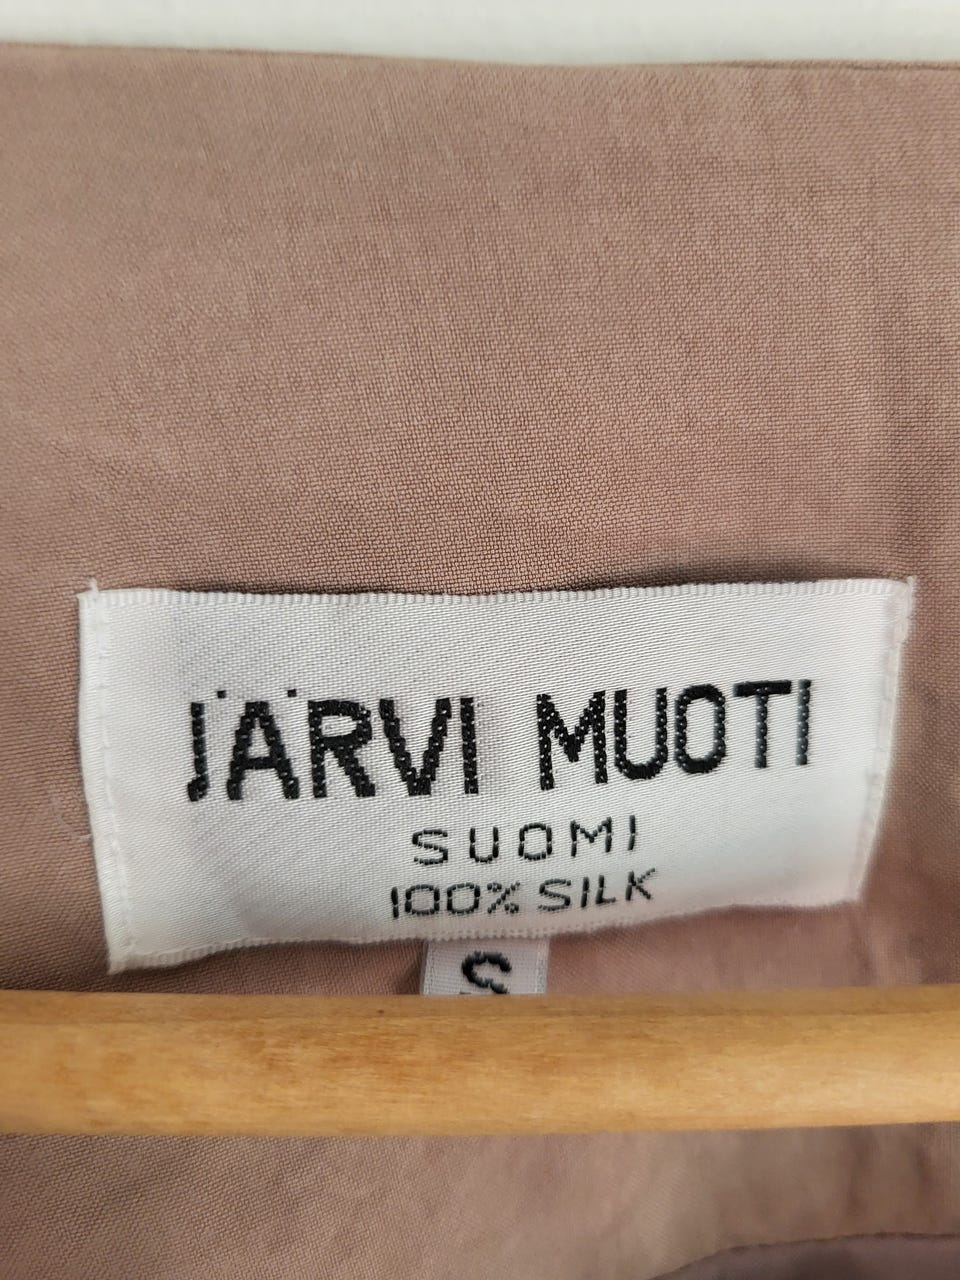 JÄRVI MUOTI
SUOMI
100% SILK
S